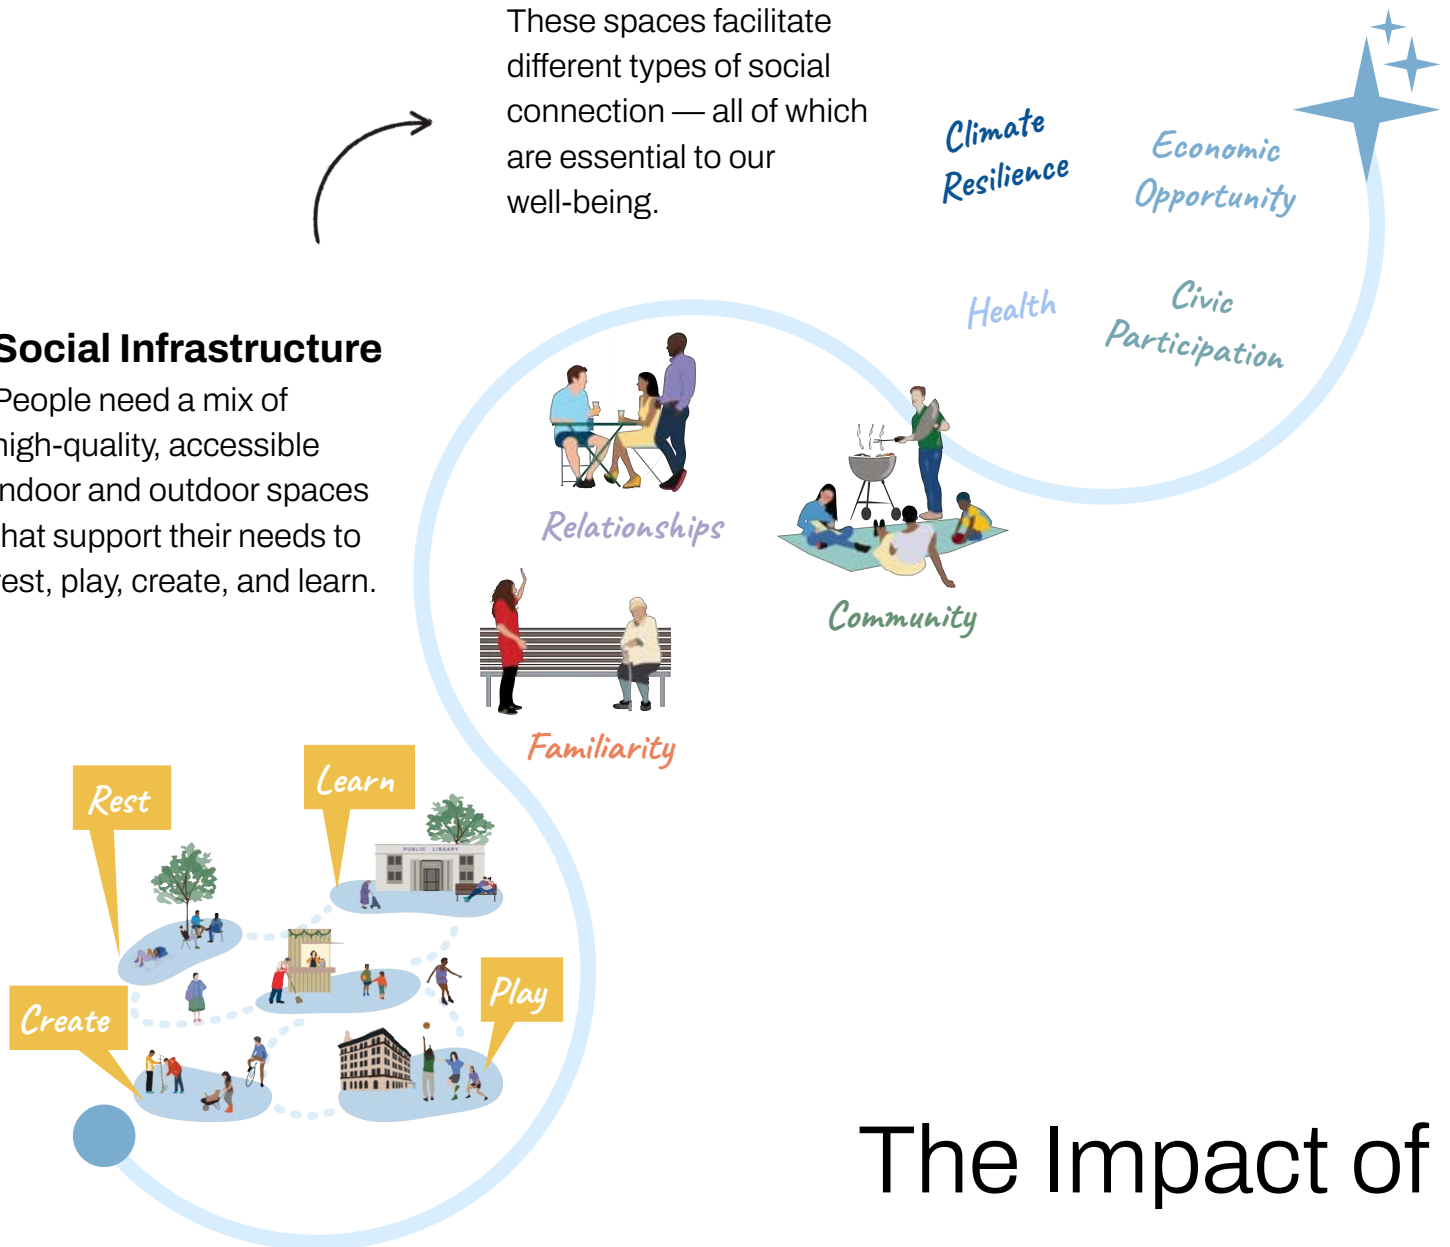 These spaces facilitate
different types of social
connection — all of which
are essential to our
well-being.
Climate
Resilience
Economic
Opportunity
Health
Civic
Participation
Social Infrastructure
People need a mix of
high-quality, accessible
indoor and outdoor spaces
that support their needs to
rest, play, create, and learn.
Relationships
Community
Familiarity
Rest
Learn
PUBLIC LIBRARY
Create
Play
The Impact of